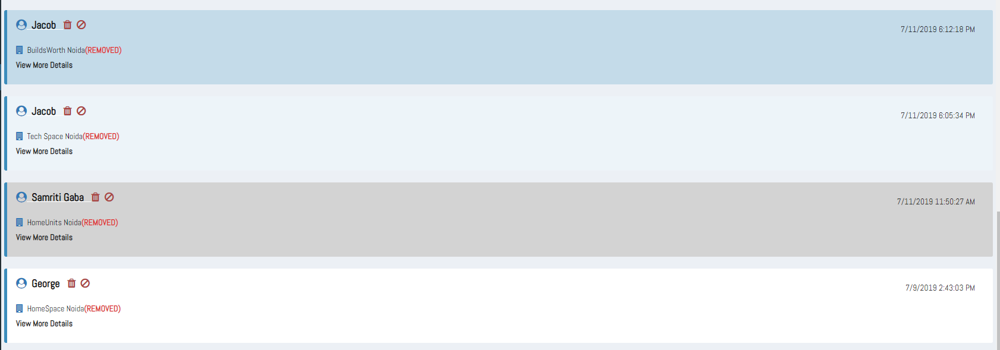 Jacob
7/11/2019 6:12:18 PM
BuildsWorth Noida(REMOVED)
View More Details
Jacob
7/11/2019 6:05:34 PM
Tech Space Noida(REMOVED)
View More Details
Samriti Gaba
7/11/2019 11:50:27 AM
HomeUnits Noida(REMOVED)
View More Details
George
7/9/2019 2:43:03 PM
HomeSpace Noida(REMOVED)
View More Details